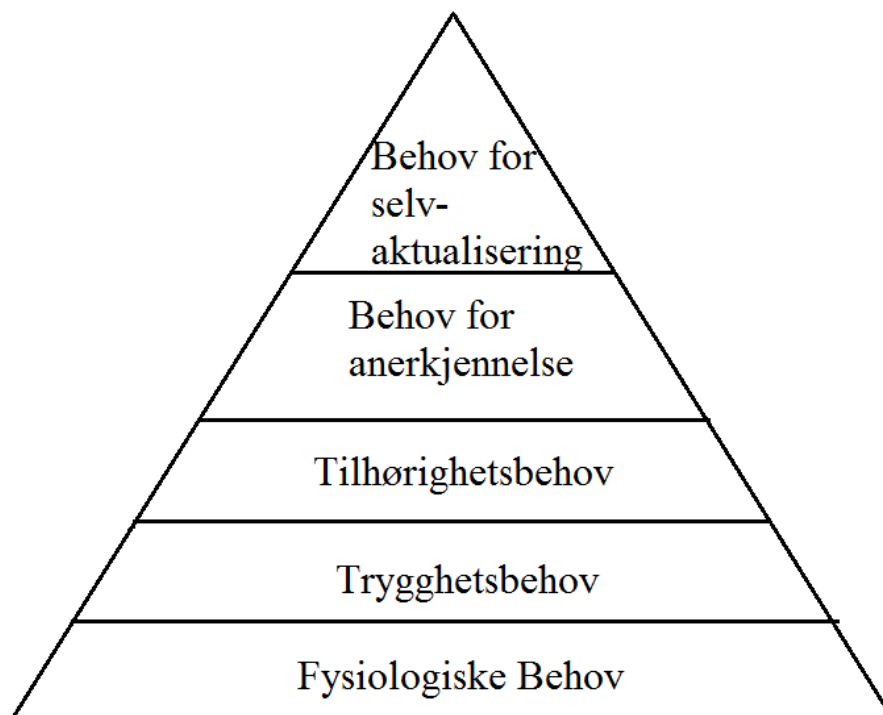 Behov for
selv-
aktualisering
Behov for
anerkjennelse
Tilhørighetsbehov
Trygghetsbehov
Fysiologiske Behov